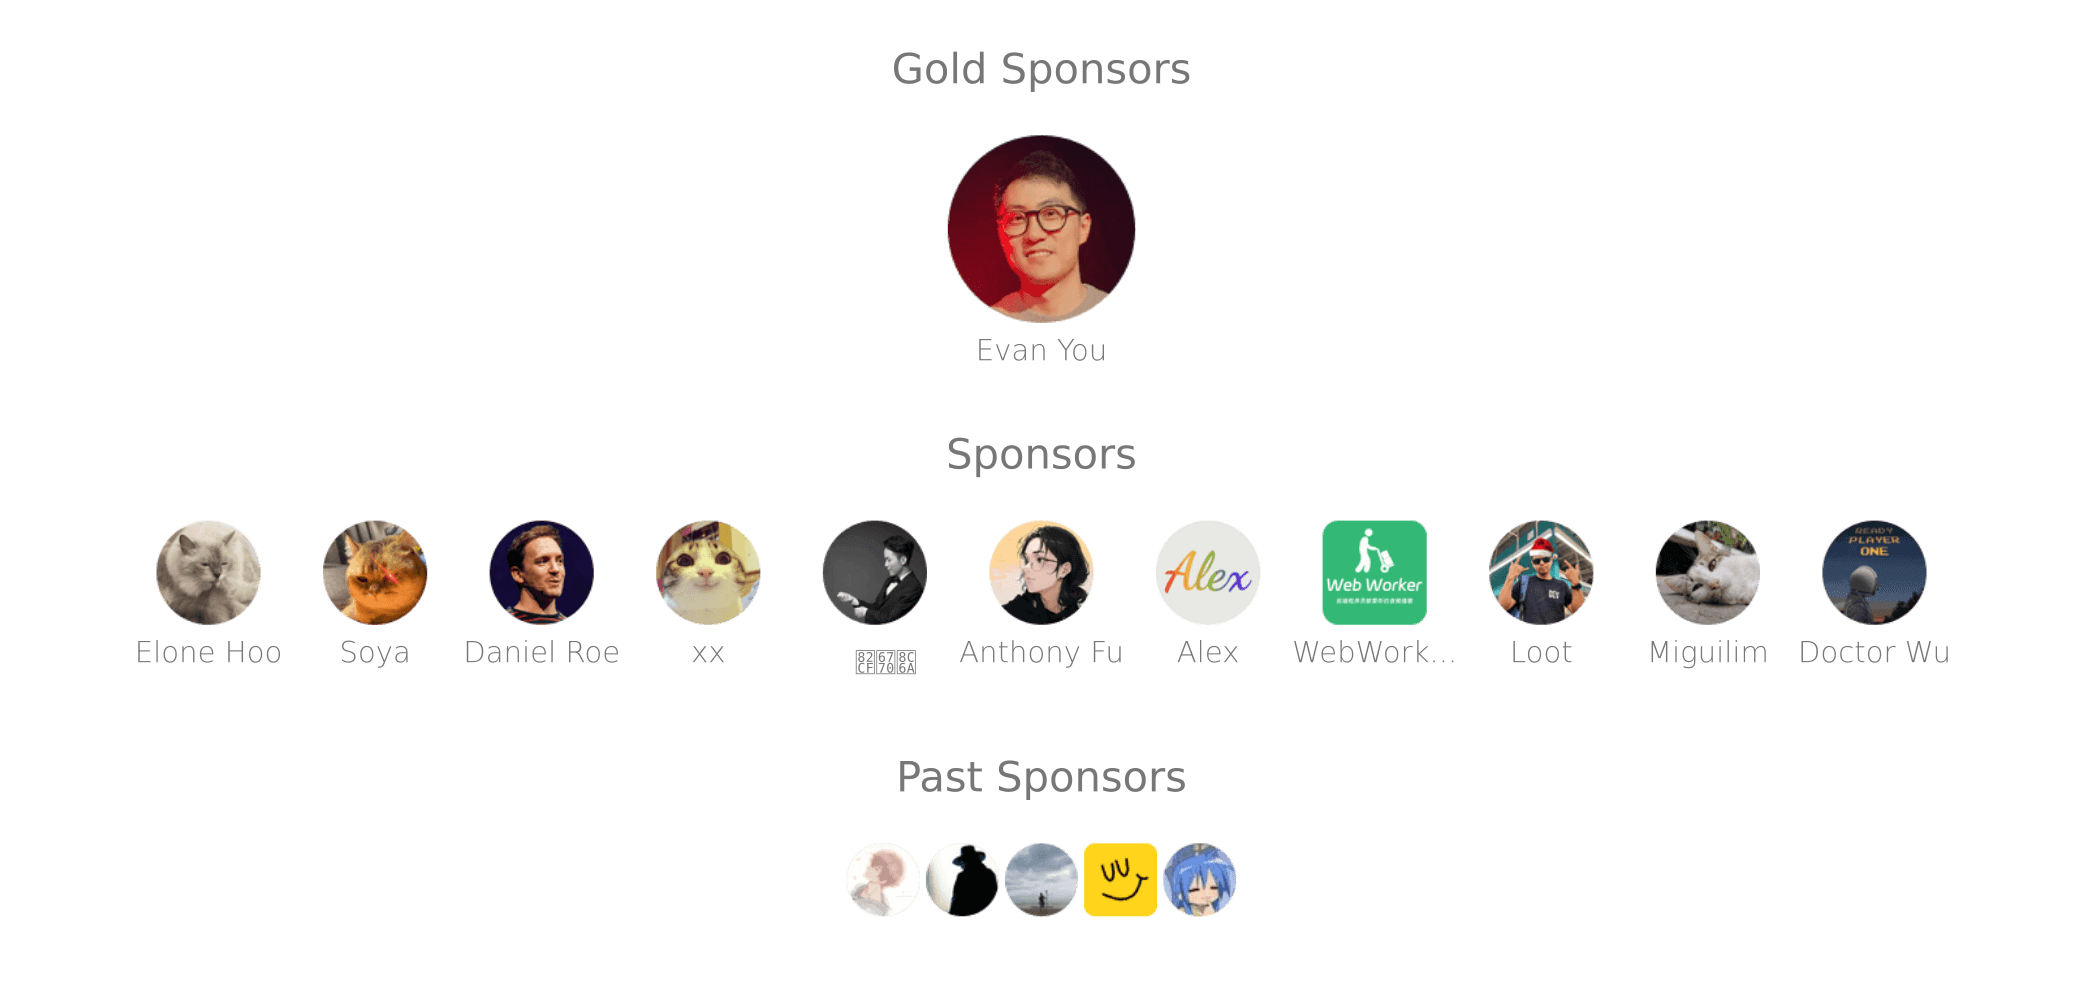 Gold Sponsors
Evan You
Sponsors
READY
PLAYER
ONE
Alex
Web Worker
Elone Hoo
Soya
Daniel Roe
xx
Anthony Fu
Alex
WebWork...
Loot
Miguilim
Doctor Wu
Past Sponsors